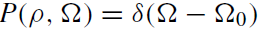 P(ρ, Ω) = δ(Ω − Ω₀)